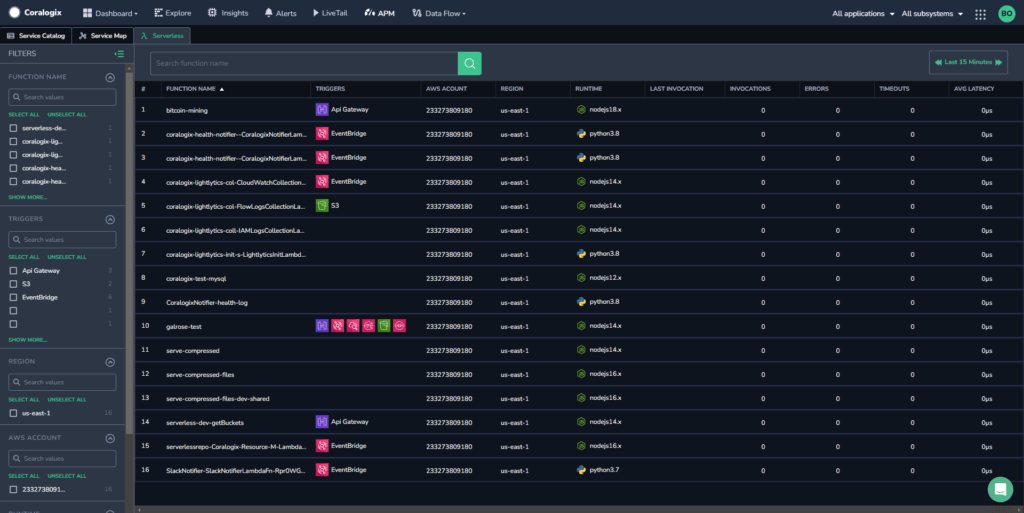 Coralogix Dashboard Explore Insights Alerts LiveTail APM Data Flow All applications All subsystems BO
Service Catalog Service Map Serverless
FILTERS
Search function name
Last 15 Minutes
FUNCTION NAME
Search values
SELECT ALL UNSELECT ALL
serverless-de... 1
coralogix-lig... 1
coralogix-lig... 1
coralogix-hea... 1
coralogix-hea... 1
SHOW MORE...
TRIGGERS
Search values
SELECT ALL UNSELECT ALL
Api Gateway 3
S3 2
EventBridge 6
SHOW MORE...
REGION
Search values
SELECT ALL UNSELECT ALL
us-east-1 16
AWS ACCOUNT
Search values
SELECT ALL UNSELECT ALL
2332738091... 16
# FUNCTION NAME TRIGGERS AWS ACOUNT REGION RUNTIME LAST INVOCATION INVOCATIONS ERRORS TIMEOUTS AVG LATENCY
1 bitcoin-mining Api Gateway 233273809180 us-east-1 nodejs18.x 0 0 0 0µs
2 coralogix-health-notifier--CoralogixNotifierLam... EventBridge 233273809180 us-east-1 python3.8 0 0 0 0µs
3 coralogix-health-notifier--CoralogixNotifierLam... EventBridge 233273809180 us-east-1 python3.8 0 0 0 0µs
4 coralogix-lightlytics-col-CloudWatchCollection... EventBridge 233273809180 us-east-1 nodejs14.x 0 0 0 0µs
5 coralogix-lightlytics-col-FlowLogsCollectionLa... S3 233273809180 us-east-1 nodejs14.x 0 0 0 0µs
6 coralogix-lightlytics-coll-IAMLogsCollectionLa... 233273809180 us-east-1 nodejs14.x 0 0 0 0µs
7 coralogix-lightlytics-init-s-LightlyticsInitLambd... 233273809180 us-east-1 python3.8 0 0 0 0µs
8 coralogix-test-mysql 233273809180 us-east-1 nodejs12.x 0 0 0 0µs
9 CoralogixNotifier-health-log 233273809180 us-east-1 python3.8 0 0 0 0µs
10 galrose-test 233273809180 us-east-1 nodejs14.x 0 0 0 0µs
11 serve-compressed 233273809180 us-east-1 nodejs14.x 0 0 0 0µs
12 serve-compressed-files 233273809180 us-east-1 nodejs16.x 0 0 0 0µs
13 serve-compressed-files-dev-shared 233273809180 us-east-1 nodejs16.x 0 0 0 0µs
14 serverless-dev-getBuckets Api Gateway 233273809180 us-east-1 nodejs14.x 0 0 0 0µs
15 serverlessrepo-Coralogix-Resource-M-Lambda... EventBridge 233273809180 us-east-1 nodejs16.x 0 0 0 0µs
16 SlackNotifier-SlackNotifierLambdaFn-Rpr0WG... EventBridge 233273809180 us-east-1 python3.7 0 0 0 0µs